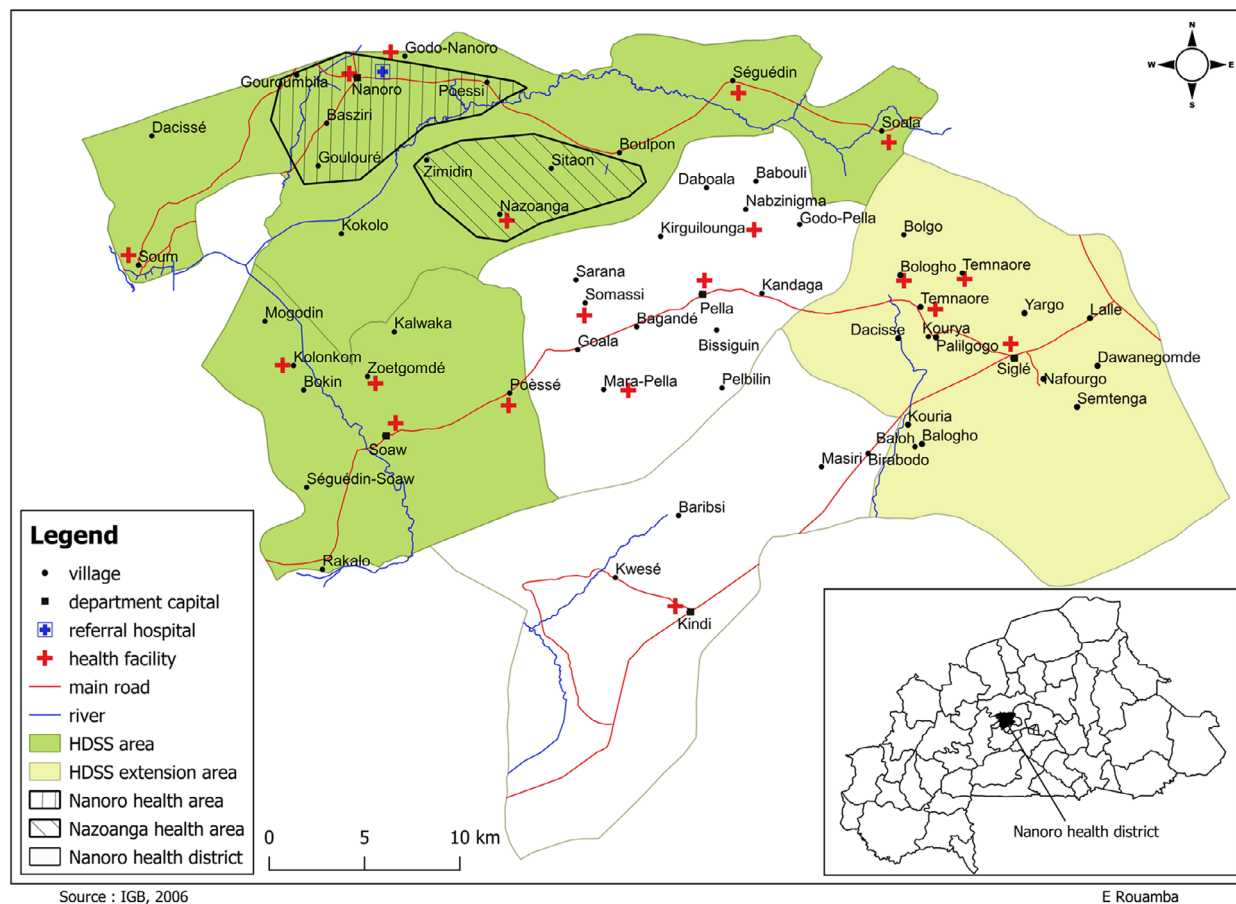 N
W E
S
Godo-Nanoro
Gouroumbila
Nanoro
Poessi
Séguédin
Basziri
Dacissé
Soala
Goulouré
Boulpon
Zimidin
Sitaon
Daboala
Babouli
Nazoanga
Nabzinigma
Godo-Pella
Kokolo
Kirguilounga
Bolgo
Soum
Sarana
Bologho
Temnaore
Somassi
Pella
Kandaga
Temnaore
Yargo
Lalle
Mogodin
Kalwaka
Bagandé
Bissiguin
Dacisse
Kourya
Palilgogo
Goala
Kolonkom
Zoetgomdé
Siglé
Dawanegomde
Bokin
Poèssé
Mara-Pella
Pelbilin
Nafourgo
Semtenga
Soaw
Kouria
Baloh
Balogho
Masiri
Birabodo
Séguédin-Soaw
Baribsi
Rakalo
Kwesé
Kindi
Legend
village
department capital
referral hospital
health facility
main road
river
HDSS area
HDSS extension area
Nanoro health area
Nazoanga health area
Nanoro health district
0 5 10 km
Nanoro health district
Source : IGB, 2006
E Rouamba